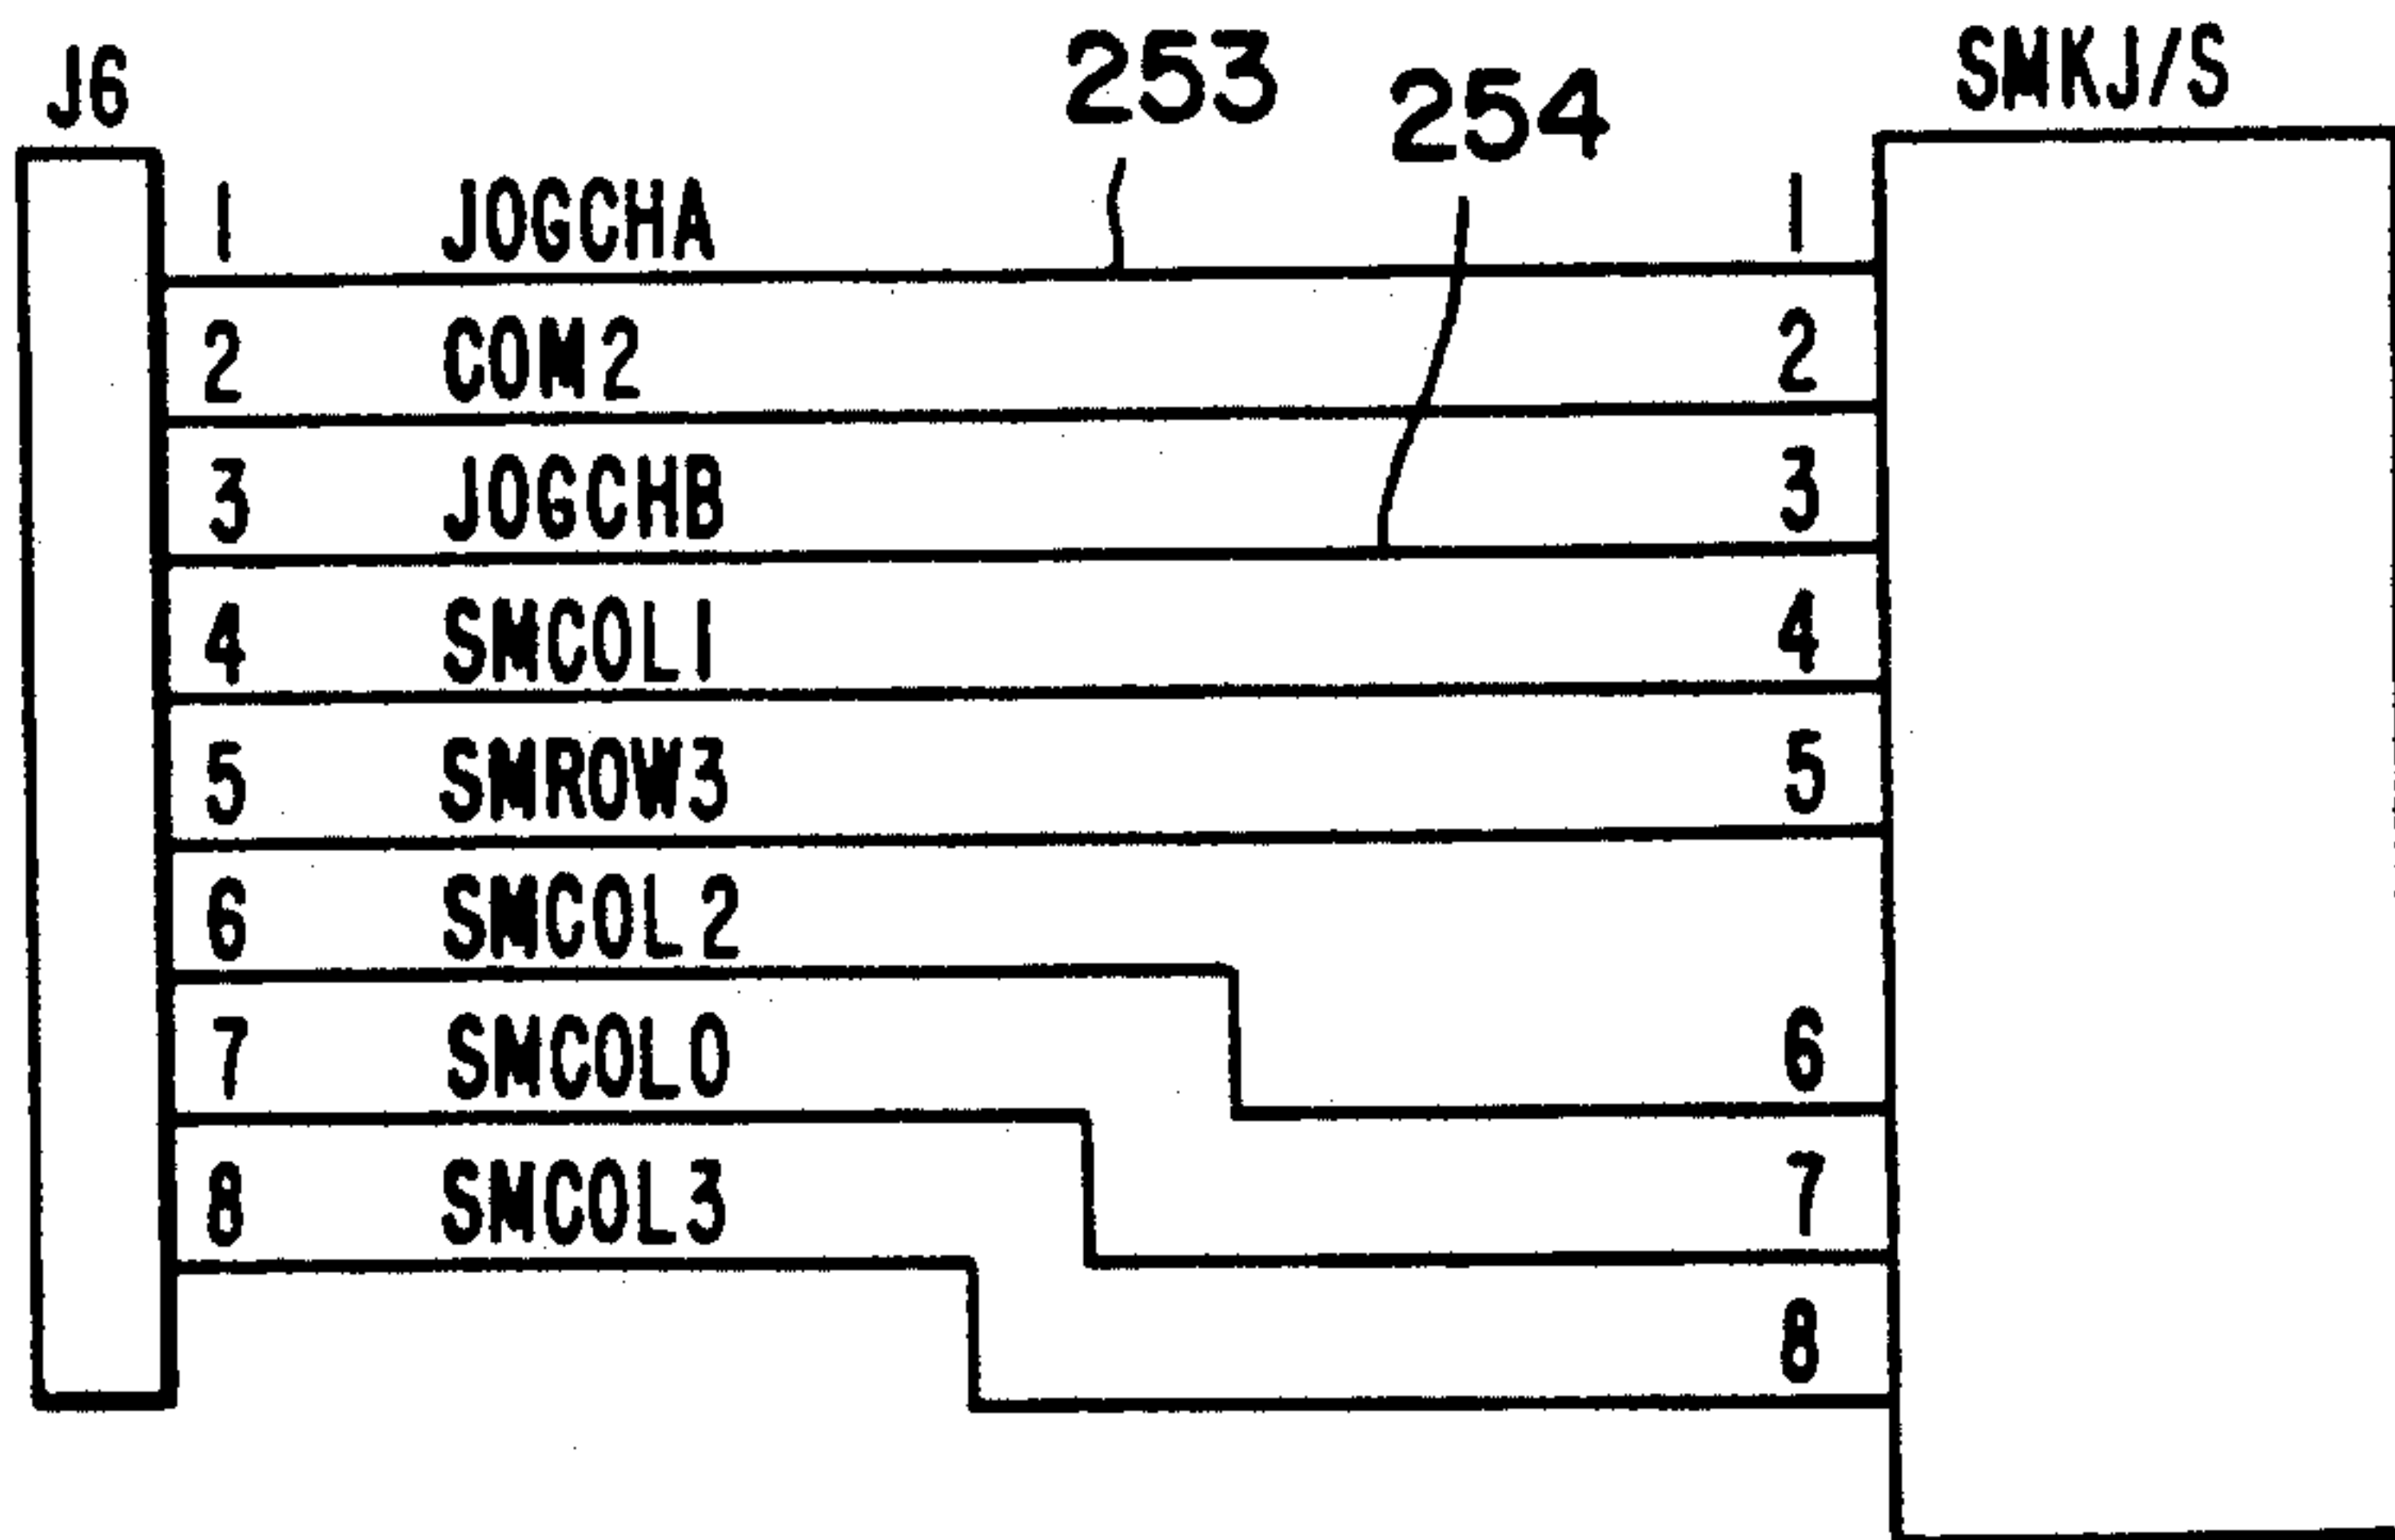 J6 253 254 SMKJ/S
1 JOGCHA 1
2 COM2 2
3 JOGCHB 3
4 SMCOL1 4
5 SMROW3 5
6 SMCOL2
7 SMCOL0 6
8 SMCOL3 7
8